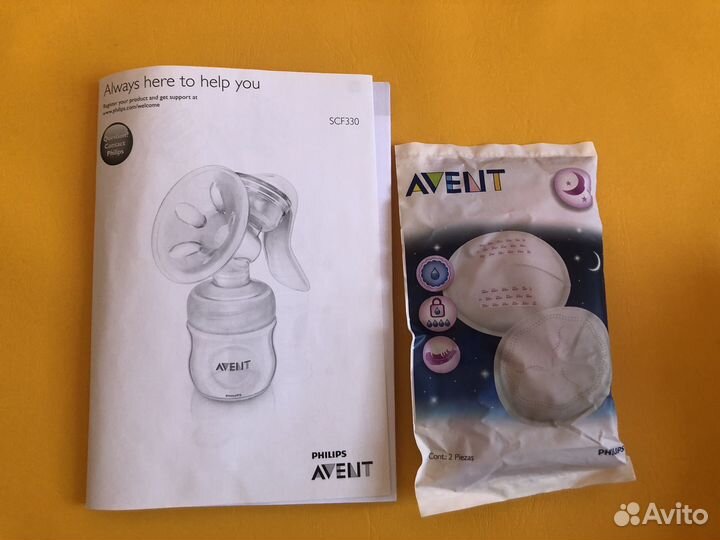 Always here to help you
Register your product and get support at
www.philips.com/welcome
SCF330
Question?
Contact
Philips
AVENT
PHILIPS
PHILIPS
AVENT
AVENT
Cont.: 2 Piezas
PHILIPS
Avito